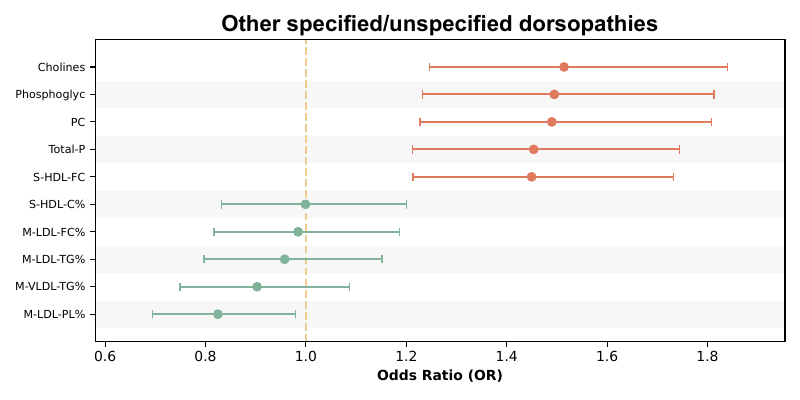 Other specified/unspecified dorsopathies
Cholines
Phosphoglyc
PC
Total-P
S-HDL-FC
S-HDL-C%
M-LDL-FC%
M-LDL-TG%
M-VLDL-TG%
M-LDL-PL%
0.6 0.8 1.0 1.2 1.4 1.6 1.8
Odds Ratio (OR)